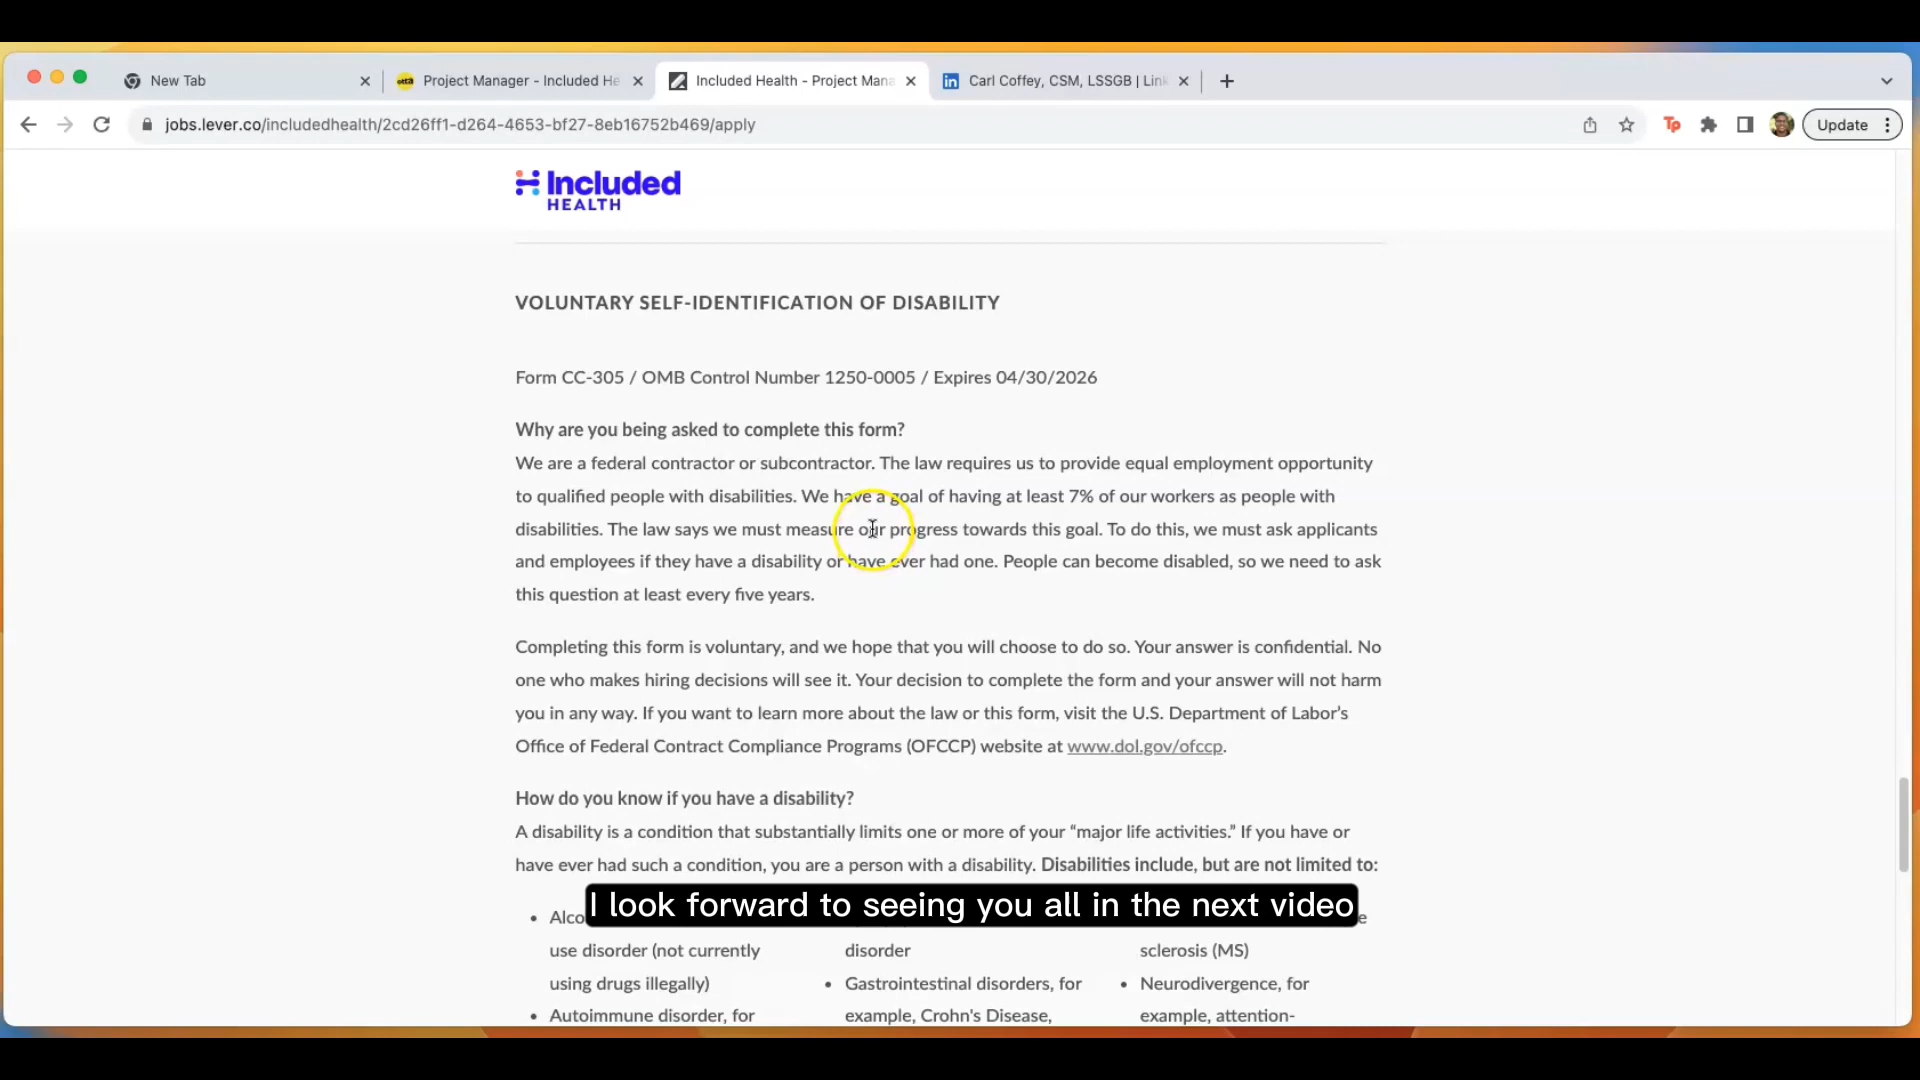 New Tab
Project Manager - Included He
Included Health - Project Mana
Carl Coffey, CSM, LSSGB | Link
jobs.lever.co/includedhealth/2cd26ff1-d264-4653-bf27-8eb16752b469/apply
Tp
Update
Included
HEALTH
VOLUNTARY SELF-IDENTIFICATION OF DISABILITY
Form CC-305 / OMB Control Number 1250-0005 / Expires 04/30/2026
Why are you being asked to complete this form?
We are a federal contractor or subcontractor. The law requires us to provide equal employment opportunity
to qualified people with disabilities. We have a goal of having at least 7% of our workers as people with
disabilities. The law says we must measure our progress towards this goal. To do this, we must ask applicants
and employees if they have a disability or have ever had one. People can become disabled, so we need to ask
this question at least every five years.
Completing this form is voluntary, and we hope that you will choose to do so. Your answer is confidential. No
one who makes hiring decisions will see it. Your decision to complete the form and your answer will not harm
you in any way. If you want to learn more about the law or this form, visit the U.S. Department of Labor’s
Office of Federal Contract Compliance Programs (OFCCP) website at www.dol.gov/ofccp.
How do you know if you have a disability?
A disability is a condition that substantially limits one or more of your “major life activities.” If you have or
have ever had such a condition, you are a person with a disability. Disabilities include, but are not limited to:
I look forward to seeing you all in the next video
use disorder (not currently
using drugs illegally)
• Autoimmune disorder, for
disorder
• Gastrointestinal disorders, for
example, Crohn's Disease,
sclerosis (MS)
• Neurodivergence, for
example, attention-